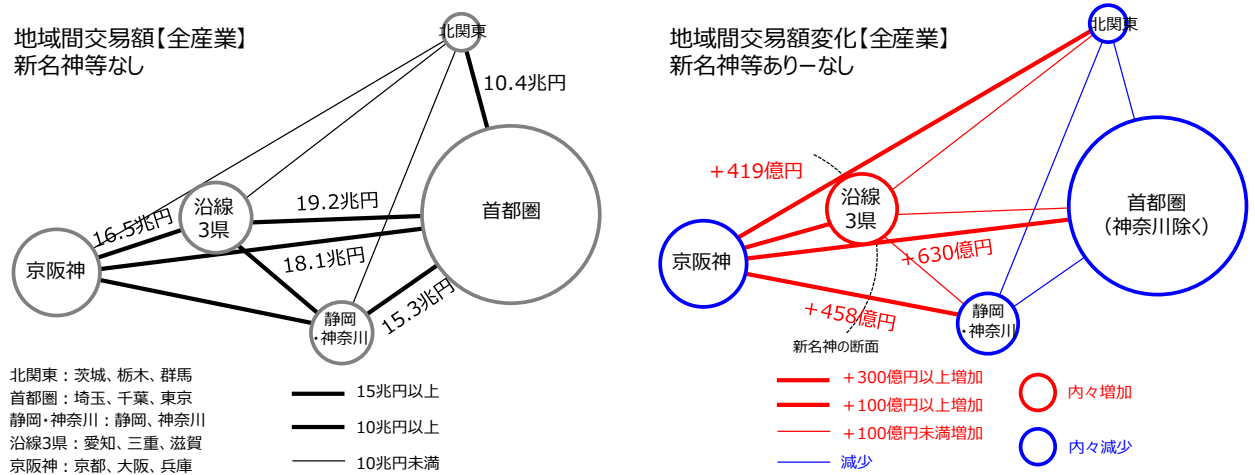 地域間交易額【全産業】
新名神等なし
北関東
10.4兆円
16.5兆円
沿線
3県
19.2兆円
首都圏
18.1兆円
京阪神
15.3兆円
静岡
・神奈川
北関東：茨城、栃木、群馬
首都圏：埼玉、千葉、東京
静岡・神奈川：静岡、神奈川
沿線3県：愛知、三重、滋賀
京阪神：京都、大阪、兵庫
15兆円以上
10兆円以上
10兆円未満
地域間交易額変化【全産業】
新名神等ありーなし
北関東
＋419億円
沿線
3県
首都圏
（神奈川除く）
京阪神
＋630億円
＋458億円
静岡
・神奈川
新名神の断面
＋300億円以上増加
＋100億円以上増加
＋100億円未満増加
減少
内々増加
内々減少